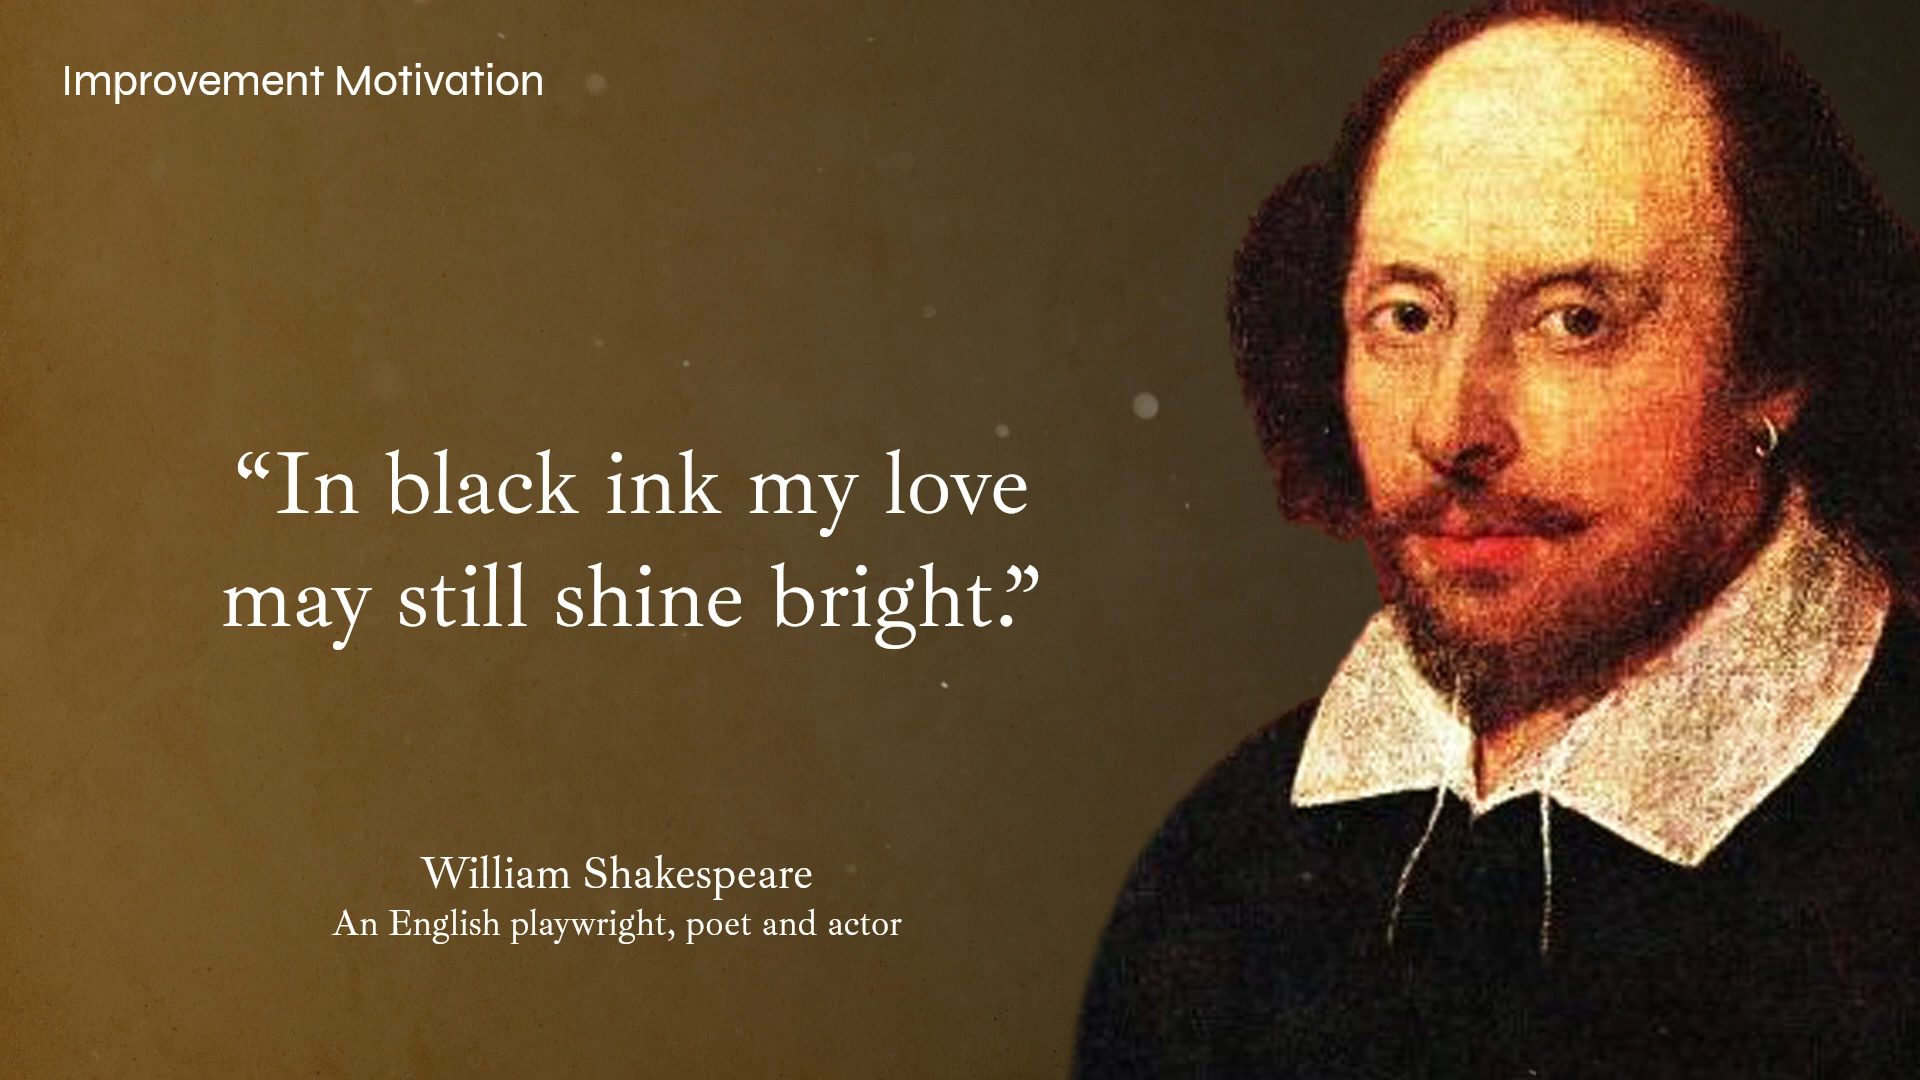 Improvement Motivation
“In black ink my love
may still shine bright.”
William Shakespeare
An English playwright, poet and actor